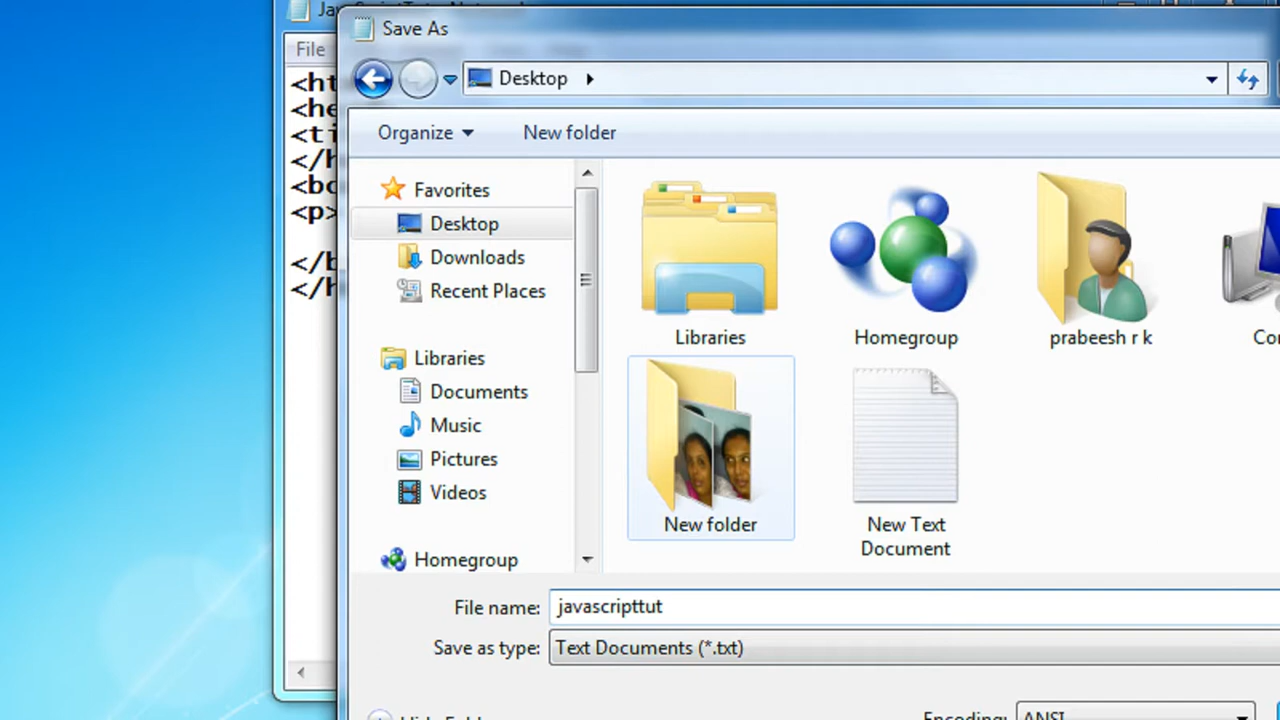 Save As
File
Desktop
Organize
New folder
<ht
<he
<ti
</h
<bo
<p>
</b
</h
Favorites
Desktop
Downloads
Recent Places
Libraries
Documents
Music
Pictures
Videos
Homegroup
Libraries
Homegroup
prabeesh r k
New folder
New Text
Document
File name: javascripttut
Save as type: Text Documents (*.txt)
Encoding: ANSI